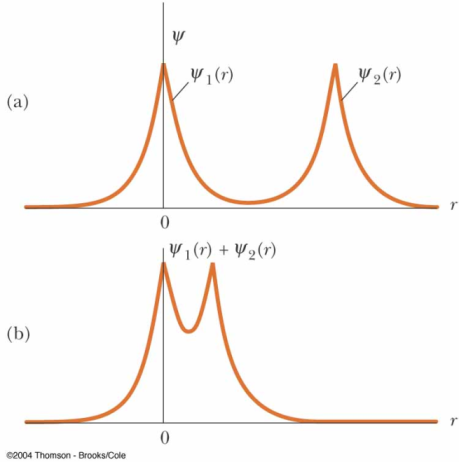 ψ
ψ₁(r)
ψ₂(r)
(a)
r
0
ψ₁(r) + ψ₂(r)
(b)
r
0
©2004 Thomson - Brooks/Cole